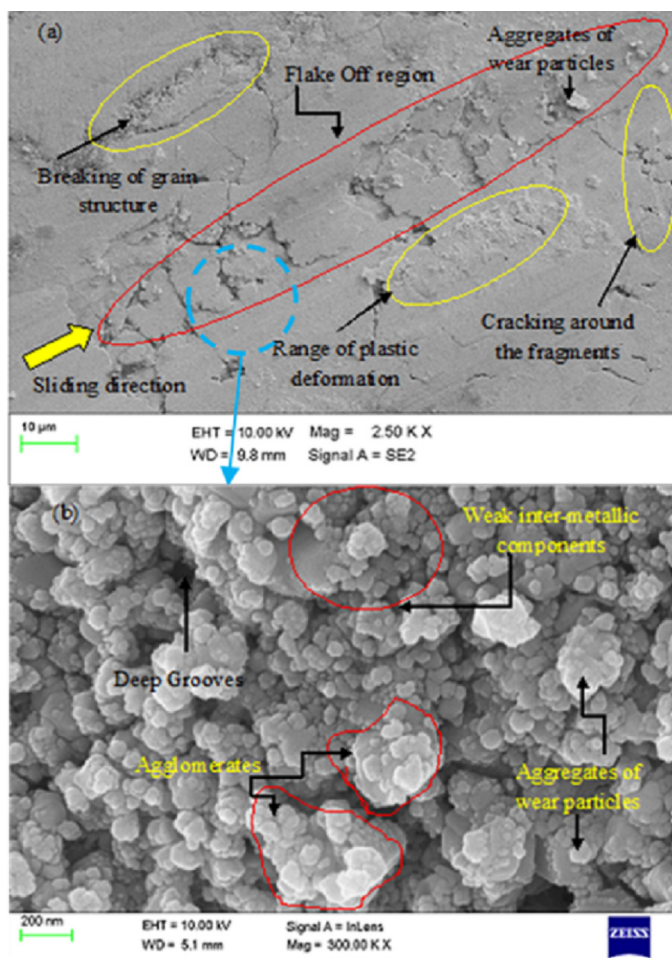 (a)
Aggregates of
wear particles
Flake Off region
Breaking of grain
structure
Cracking around
the fragments
Range of plastic
deformation
Sliding direction
10 µm
EHT = 10.00 kV Mag = 2.50 K X
WD = 9.8 mm Signal A = SE2
(b)
Weak inter-metallic
components
Deep Grooves
Agglomerates
Aggregates of
wear particles
200 nm
EHT = 10.00 kV Signal A = InLens
WD = 5.1 mm Mag = 300.00 K X
ZEISS